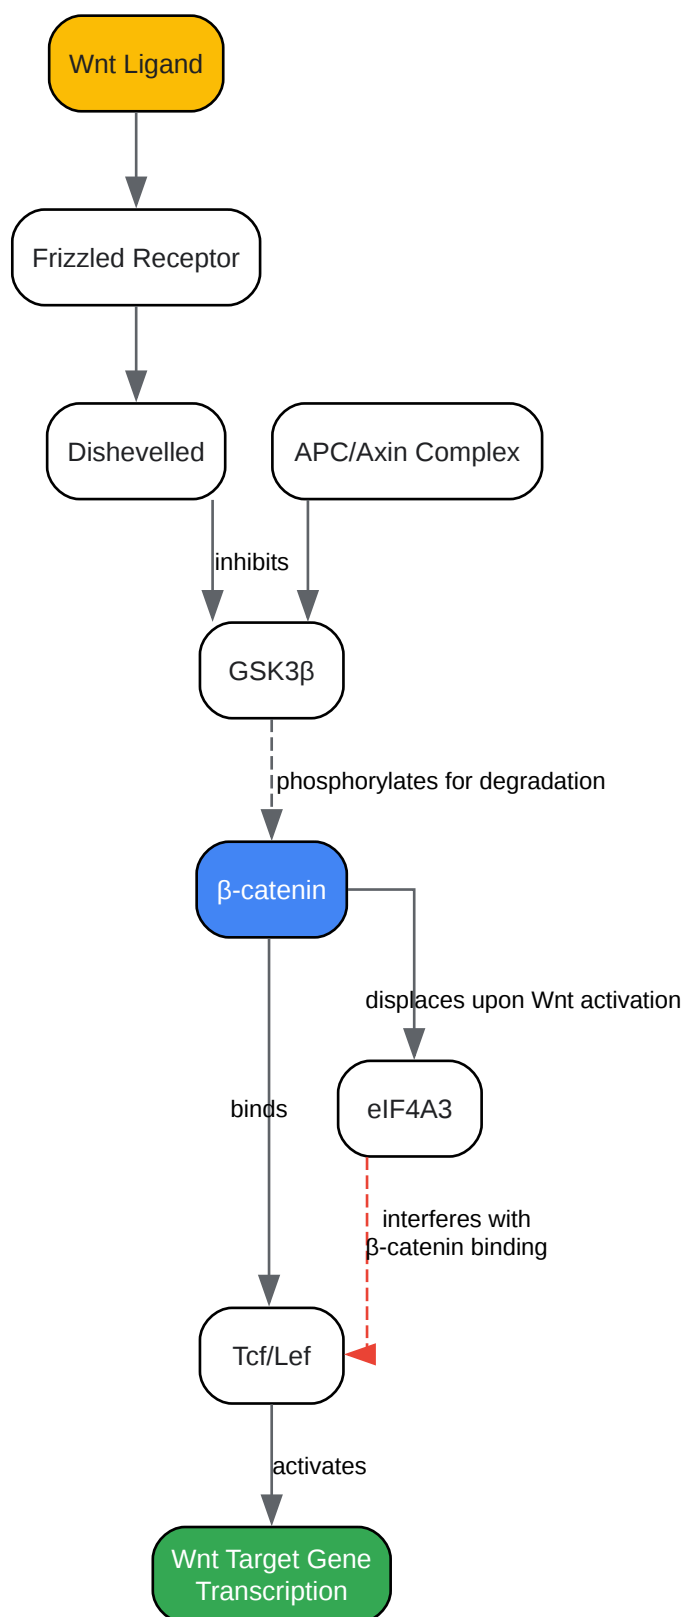 Wnt Ligand
Frizzled Receptor
Dishevelled
APC/Axin Complex
inhibits
GSK3β
phosphorylates for degradation
β-catenin
displaces upon Wnt activation
binds
eIF4A3
interferes with
β-catenin binding
Tcf/Lef
activates
Wnt Target Gene
Transcription